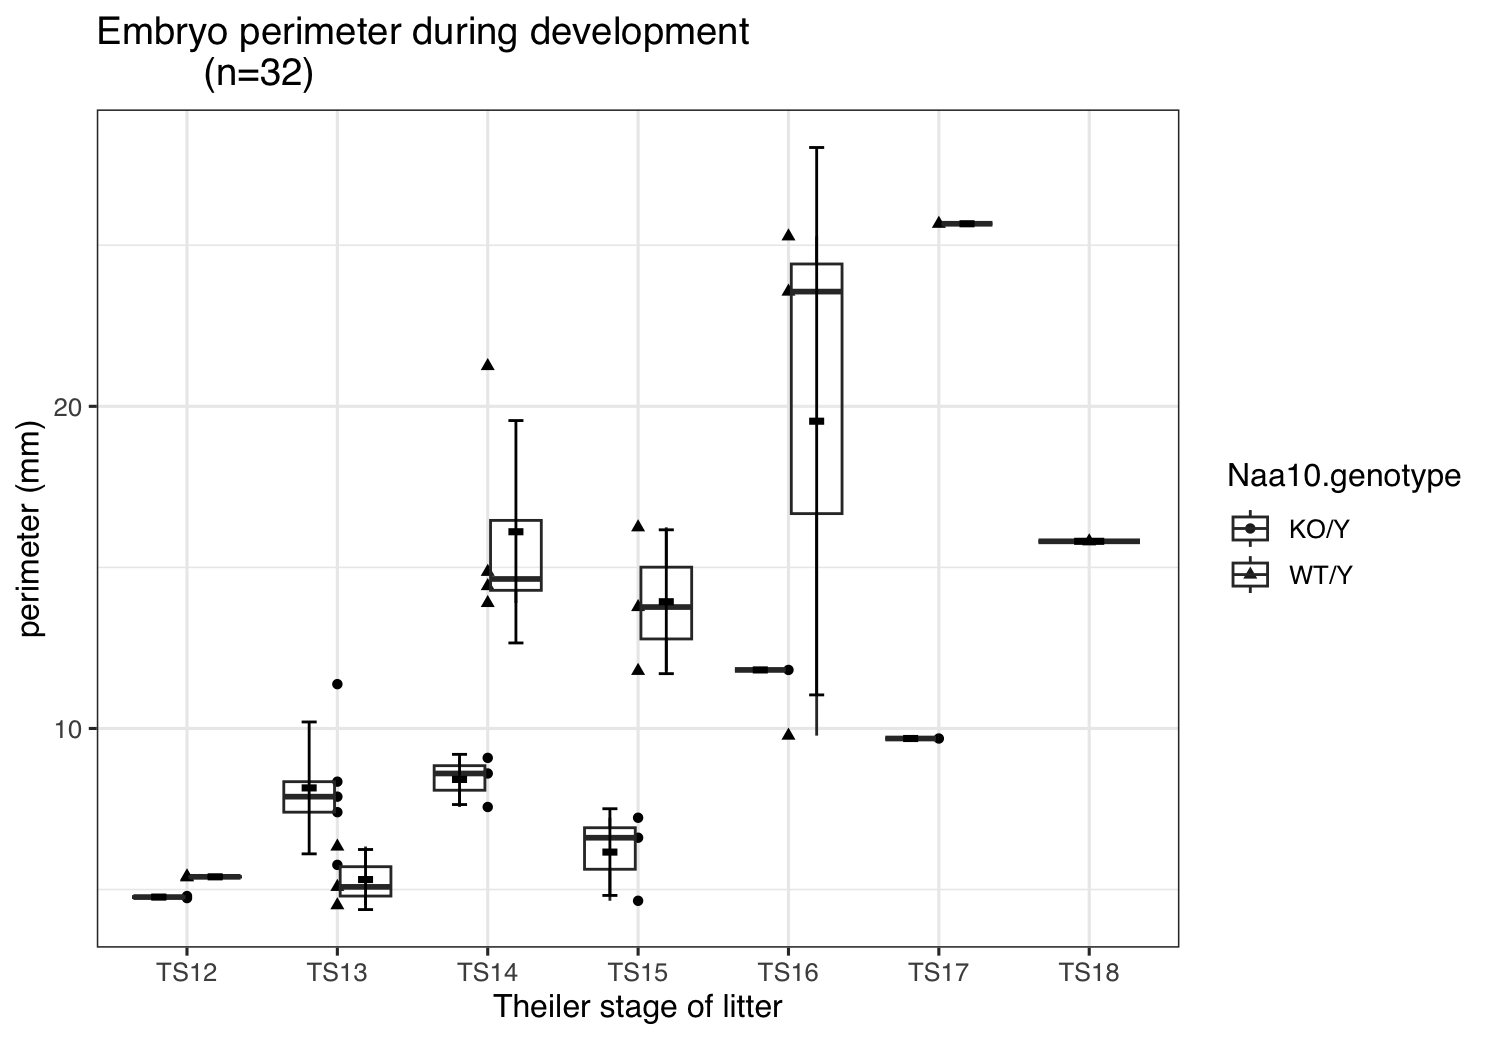 Embryo perimeter during development
(n=32)
perimeter (mm)
20
10
TS12 TS13 TS14 TS15 TS16 TS17 TS18
Theiler stage of litter
Naa10.genotype
KO/Y
WT/Y